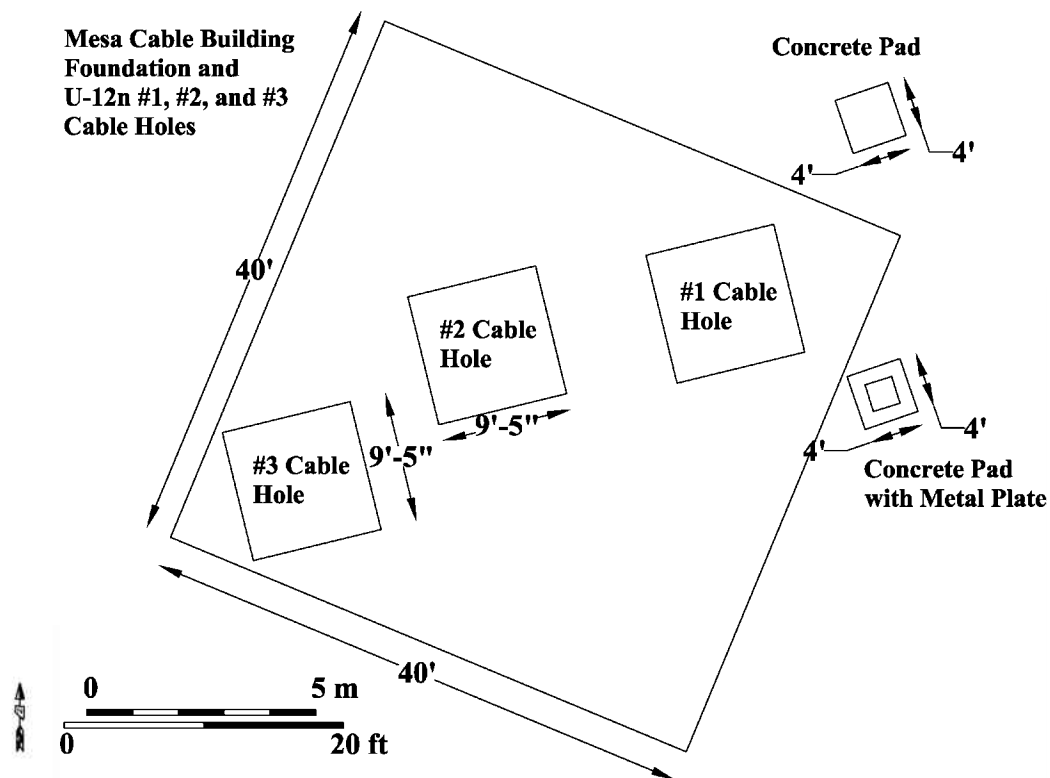 Mesa Cable Building
Foundation and
U-12n #1, #2, and #3
Cable Holes
Concrete Pad
4'
4'
40'
#1 Cable
Hole
#2 Cable
Hole
9'-5"
#3 Cable
Hole
9'-5"
4'
4'
Concrete Pad
with Metal Plate
40'
0 5 m
0 20 ft